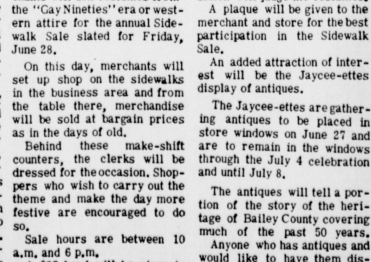 the "Gay Nineties" era or west-
ern attire for the annual Side-
walk Sale slated for Friday,
June 28.
On this day, merchants will
set up shop on the sidewalks
in the business area and from
the table there, merchandise
will be sold at bargain prices
as in the days of old.
Behind these make-shift
counters, the clerks will be
dressed for the occasion. Shop-
pers who wish to carry out the
theme and make the day more
festive are encouraged to do
so.
Sale hours are between 10
a.m. and 6 p.m.
A plaque will be given to the
merchant and store for the best
participation in the Sidewalk
Sale.
An added attraction of inter-
est will be the Jaycee-ettes
display of antiques.
The Jaycee-ettes are gather-
ing antiques to be placed in
store windows on June 27 and
are to remain in the windows
through the July 4 celebration
and until July 8.
The antiques will tell a por-
tion of the story of the heri-
tage of Bailey County covering
much of the past 50 years.
Anyone who has antiques and
would like to have them dis-